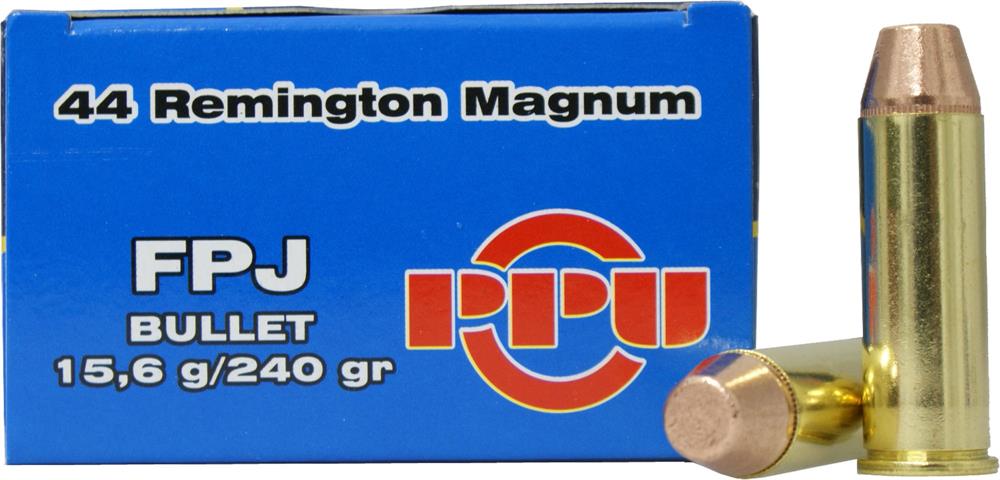 44 Remington Magnum
FPJ
BULLET
15,6 g/240 gr
PPU